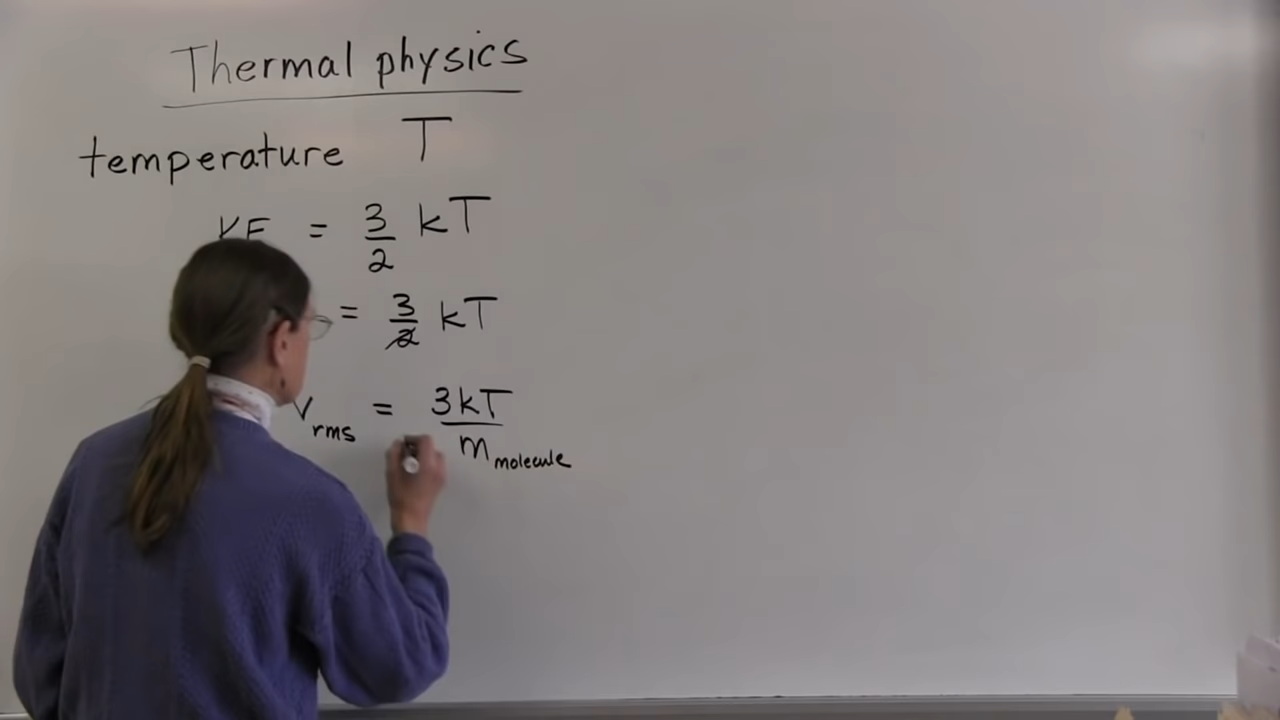 Thermal physics
temperature T
KE = 3/2 kT
= 3/2 kT
v rms = 3kT/m molecule